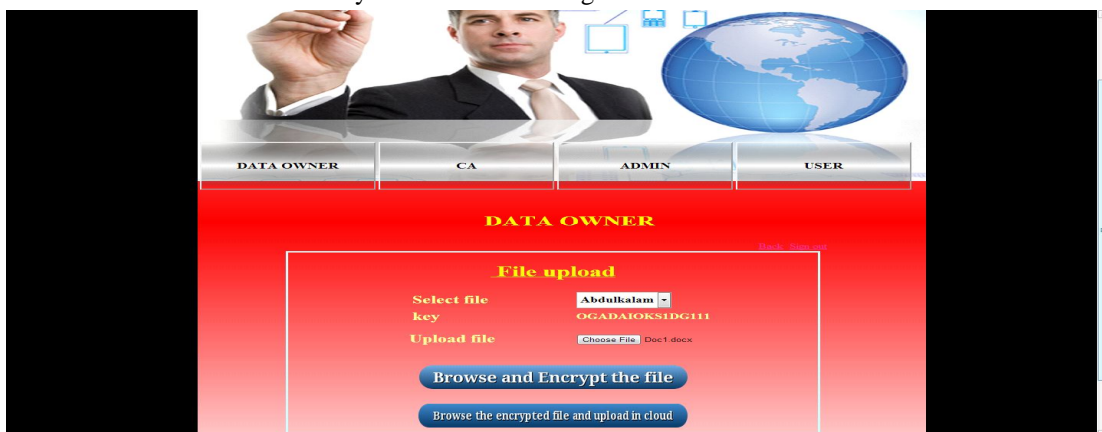 DATA OWNER CA ADMIN USER
DATA OWNER
Back Sign out
File upload
Select file Abdulkalam
key OGADAIOKS1DG111
Upload file Choose File Doc1.docx
Browse and Encrypt the file
Browse the encrypted file and upload in cloud